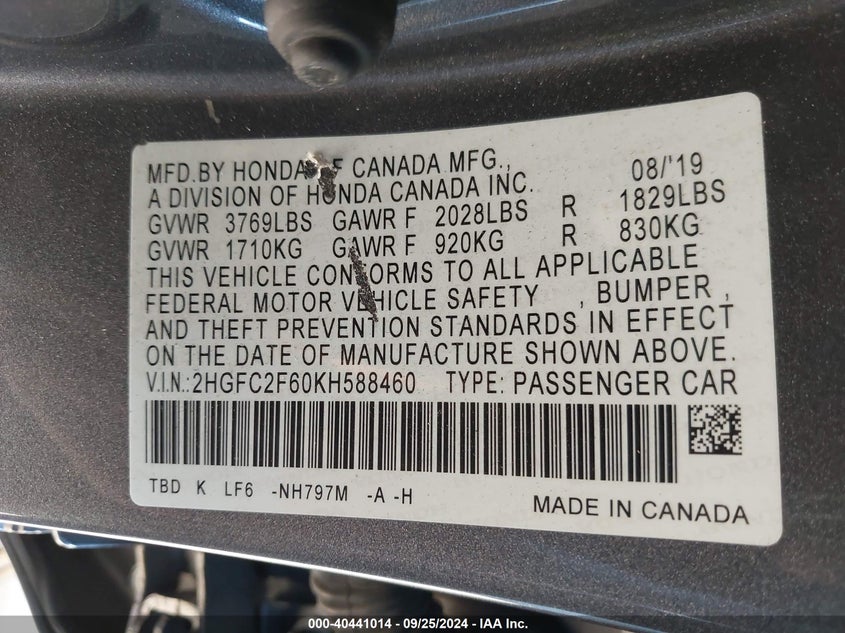 MFD.BY HONDA OF CANADA MFG., 08/'19
A DIVISION OF HONDA CANADA INC.
GVWR 3769LBS GAWR F 2028LBS R 1829LBS
GVWR 1710KG GAWR F 920KG R 830KG
THIS VEHICLE CONFORMS TO ALL APPLICABLE
FEDERAL MOTOR VEHICLE SAFETY , BUMPER ,
AND THEFT PREVENTION STANDARDS IN EFFECT
ON THE DATE OF MANUFACTURE SHOWN ABOVE.
V.I.N.:2HGFC2F60KH588460 TYPE: PASSENGER CAR
TBD K LF6 -NH797M -A -H
MADE IN CANADA
000-40441014 - 09/25/2024 - IAA Inc.